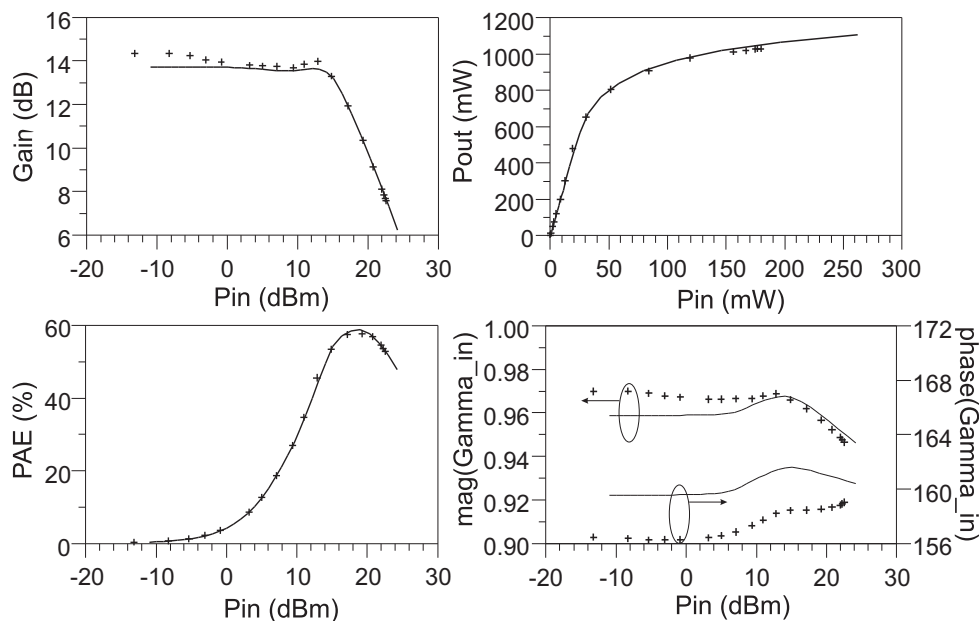 16
14
12
10
8
6
Gain (dB)
-20 -10 0 10 20 30
Pin (dBm)
1200
1000
800
600
400
200
0
Pout (mW)
0 50 100 150 200 250 300
Pin (mW)
60
40
20
0
PAE (%)
-20 -10 0 10 20 30
Pin (dBm)
1.00
0.98
0.96
0.94
0.92
0.90
mag(Gamma_in)
172
168
164
160
156
phase(Gamma_in)
-20 -10 0 10 20 30
Pin (dBm)